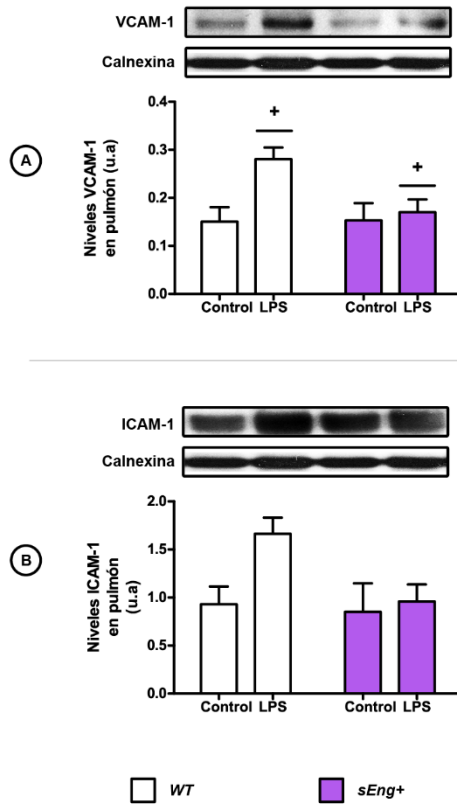 VCAM-1
Calnexina
A
Niveles VCAM-1
en pulmón (u.a)
0.4
0.3
0.2
0.1
0.0
+
+
Control LPS
Control LPS
ICAM-1
Calnexina
B
Niveles ICAM-1
en pulmón
(u.a)
2.0
1.5
1.0
0.5
0.0
Control LPS
Control LPS
WT
sEng+